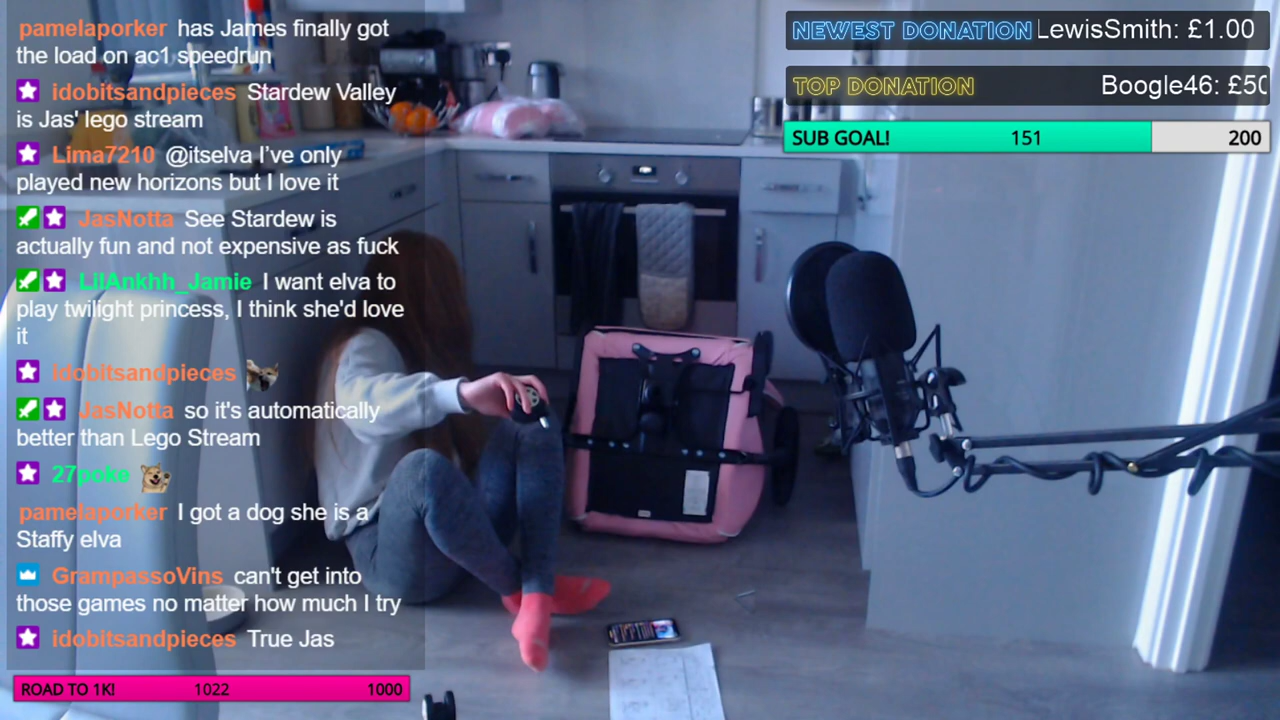 pamelaporker has James finally got
the load on ac1 speedrun
idobitsandpieces Stardew Valley
is Jas' lego stream
Lima7210 @itselva I've only
played new horizons but I love it
JasNotta See Stardew is
actually fun and not expensive as fuck
LilAnkhh_Jamie I want elva to
play twilight princess, I think she'd love
it
idobitsandpieces
JasNotta so it's automatically
better than Lego Stream
27poke
pamelaporker I got a dog she is a
Staffy elva
GrampassoVins can't get into
those games no matter how much I try
idobitsandpieces True Jas
ROAD TO 1K! 1022 1000
NEWEST DONATION LewisSmith: £1.00
TOP DONATION Boogle46: £50
SUB GOAL! 151 200